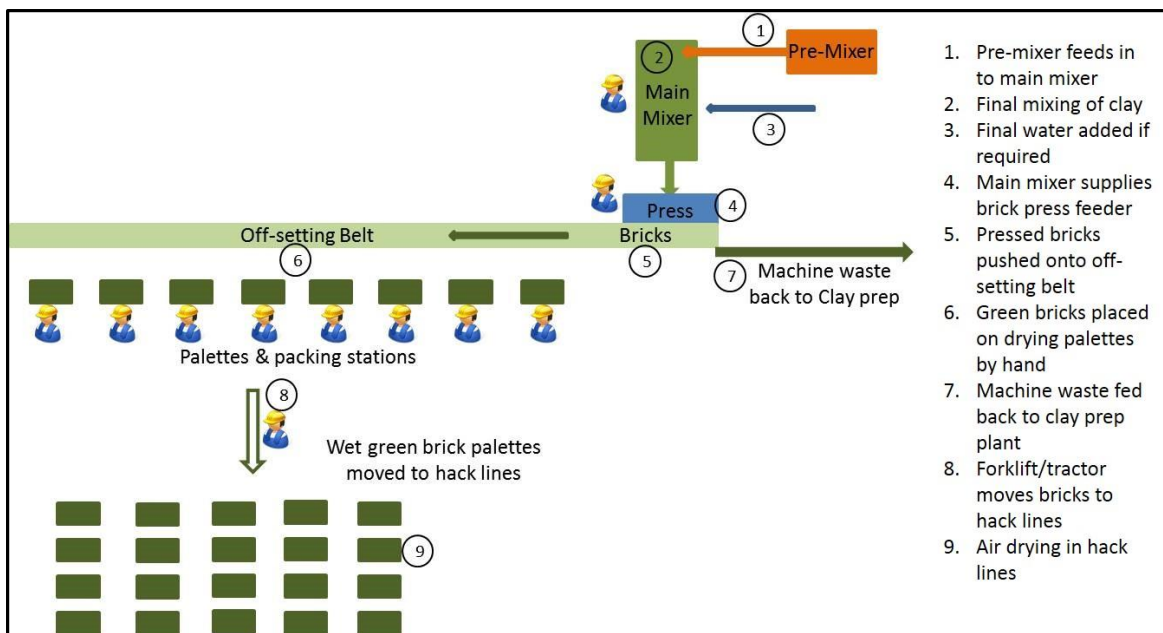 1
Pre-Mixer
2
Main
Mixer
3
Press
4
Off-setting Belt
Bricks
6
5
7
Machine waste
back to Clay prep
Palettes & packing stations
8
Wet green brick palettes
moved to hack lines
9
1. Pre-mixer feeds in
to main mixer
2. Final mixing of clay
3. Final water added if
required
4. Main mixer supplies
brick press feeder
5. Pressed bricks
pushed onto off-
setting belt
6. Green bricks placed
on drying palettes
by hand
7. Machine waste fed
back to clay prep
plant
8. Forklift/tractor
moves bricks to
hack lines
9. Air drying in hack
lines